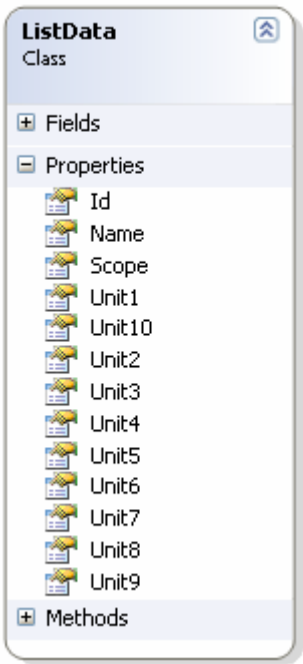 ListData
Class
Fields
Properties
Id
Name
Scope
Unit1
Unit10
Unit2
Unit3
Unit4
Unit5
Unit6
Unit7
Unit8
Unit9
Methods